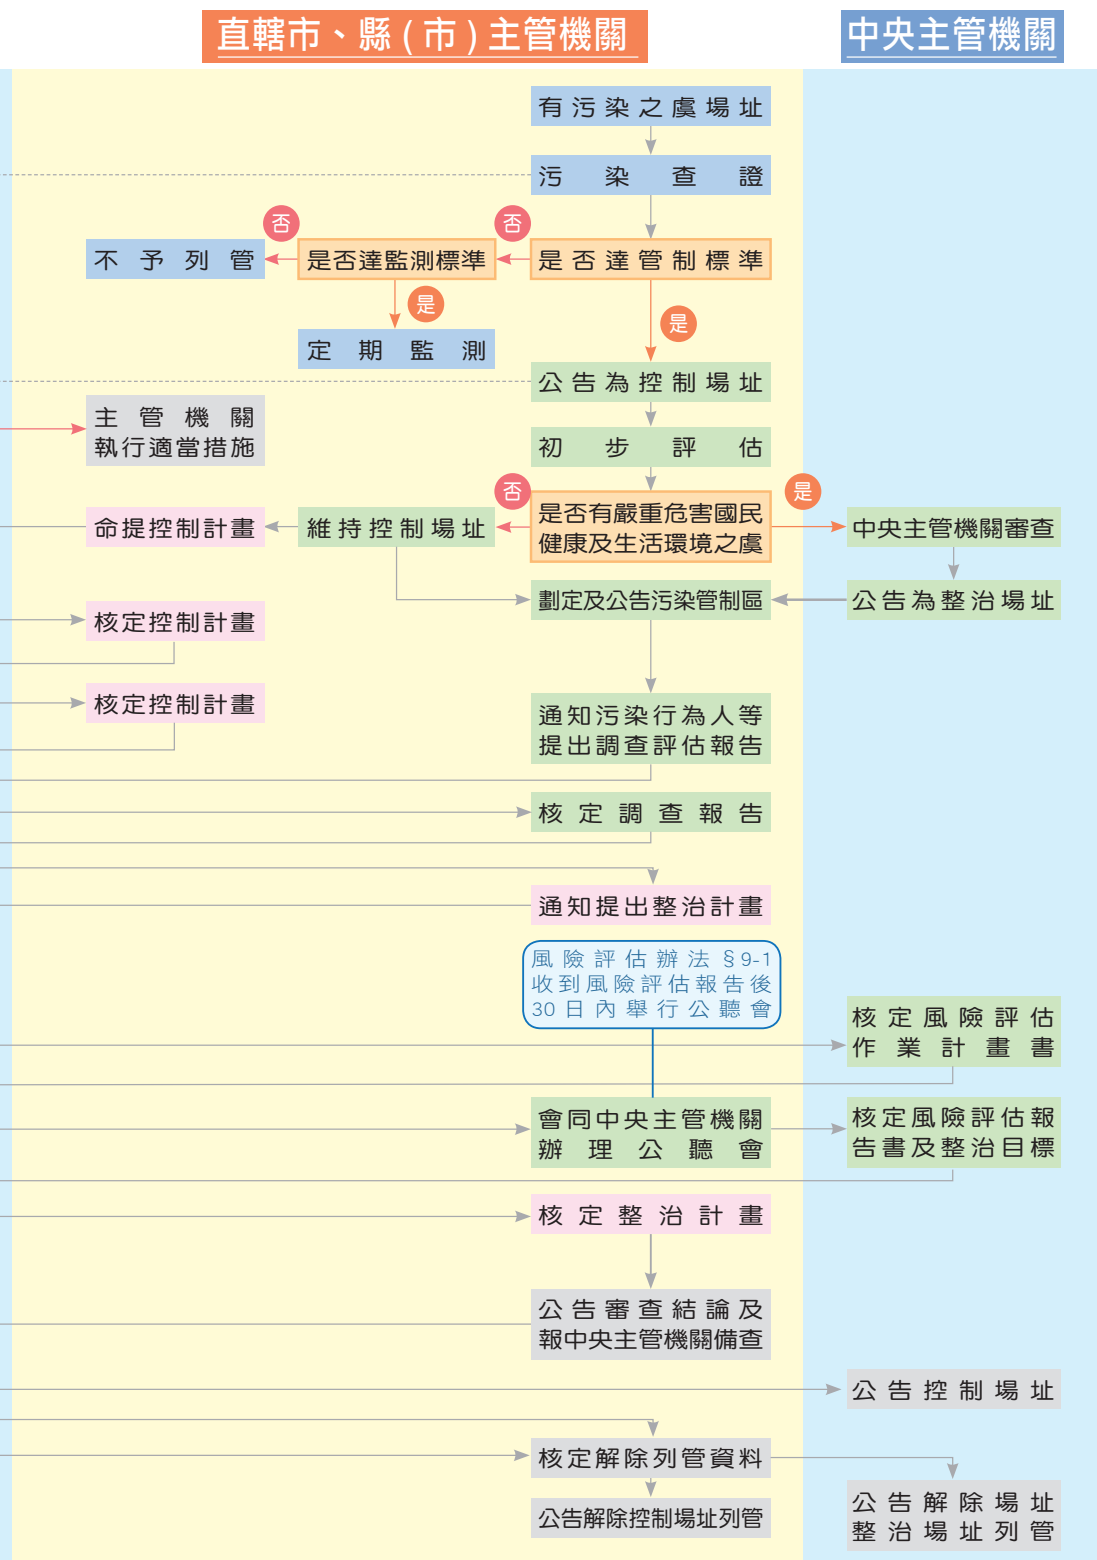 直轄市、縣(市)主管機關
中央主管機關
有污染之虞場址
污染查證
否
否
不予列管
是否達監測標準
是否達管制標準
是
是
定期監測
公告為控制場址
主管機關
執行適當措施
初步評估
否
是
命提控制計畫
維持控制場址
是否有嚴重危害國民
健康及生活環境之虞
中央主管機關審查
劃定及公告污染管制區
公告為整治場址
核定控制計畫
核定控制計畫
通知污染行為人等
提出調查評估報告
核定調查報告
通知提出整治計畫
風險評估辦法§9-1
收到風險評估報告後
30日內舉行公聽會
核定風險評估
作業計畫書
會同中央主管機關
辦理公聽會
核定風險評估報
告書及整治目標
核定整治計畫
公告審查結論及
報中央主管機關備查
公告控制場址
核定解除列管資料
公告解除控制場址列管
公告解除場址
整治場址列管